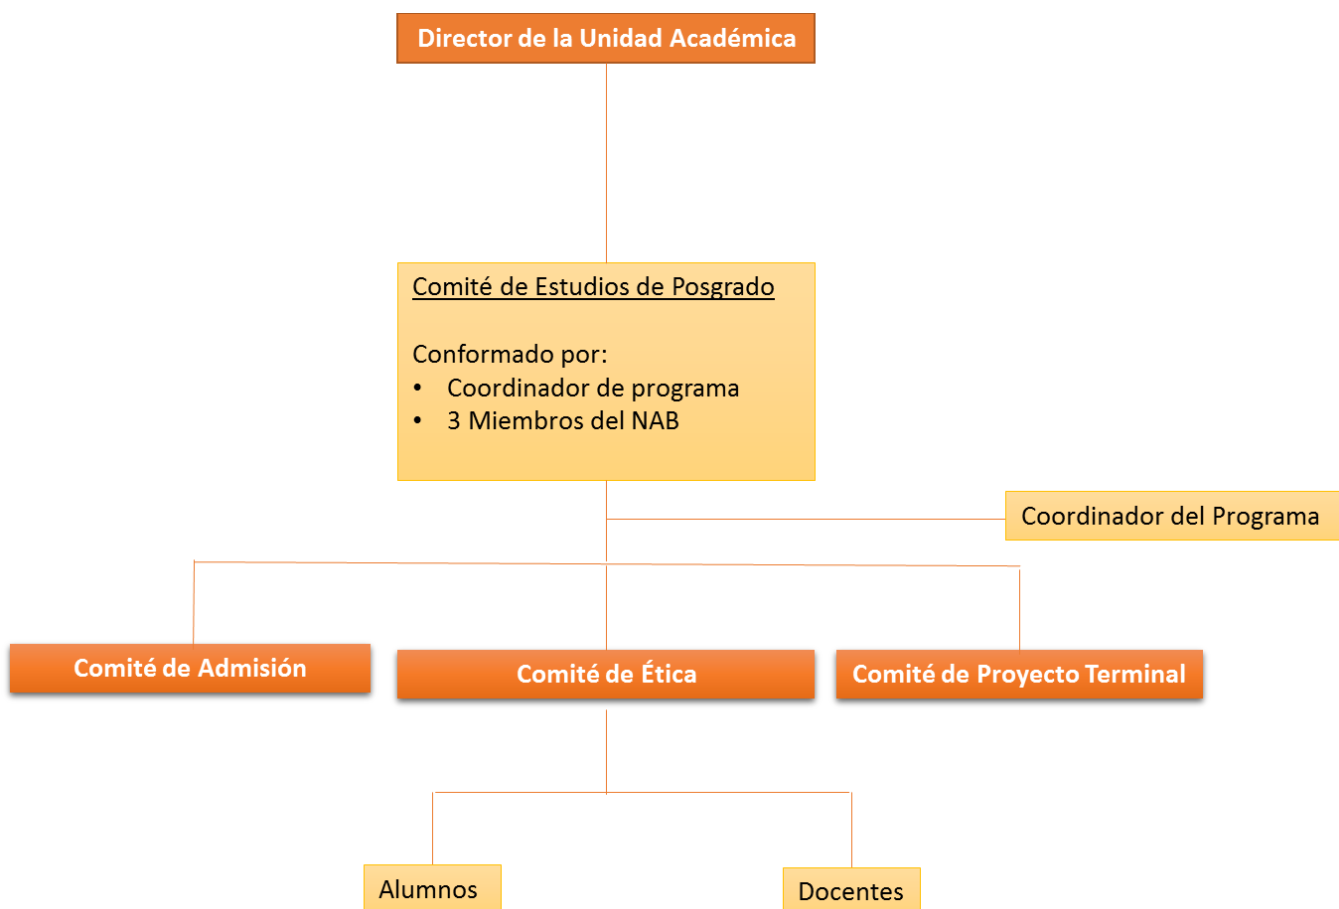 Director de la Unidad Académica
Comité de Estudios de Posgrado
Conformado por:
• Coordinador de programa
• 3 Miembros del NAB
Coordinador del Programa
Comité de Admisión
Comité de Ética
Comité de Proyecto Terminal
Alumnos
Docentes